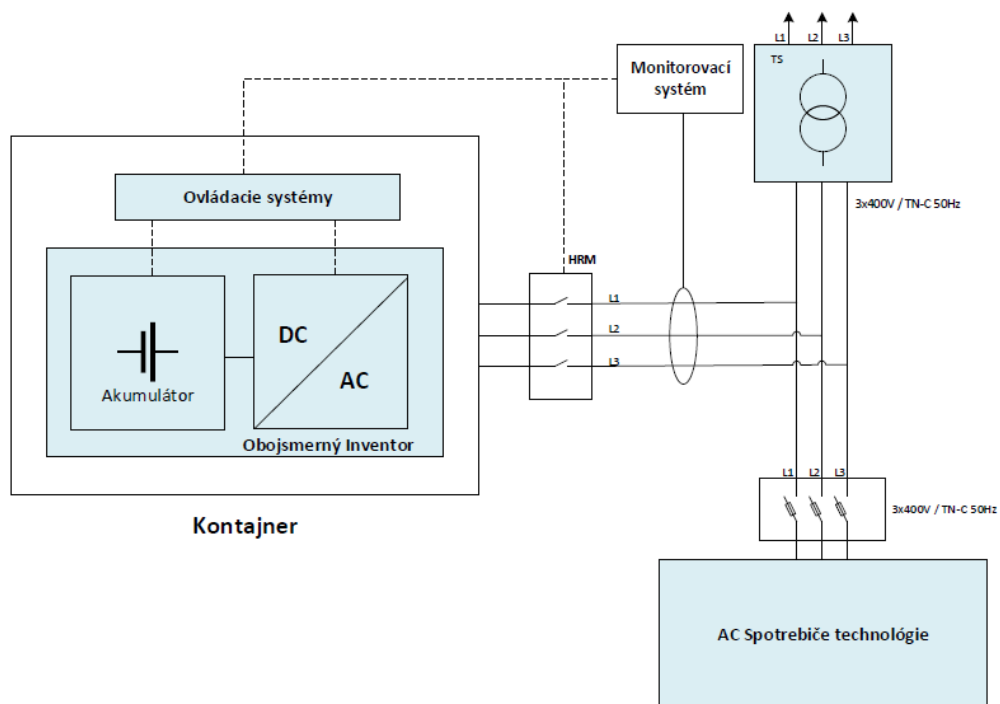 L1 L2 L3
TS
Monitorovací
systém
3x400V / TN-C 50Hz
Ovládacie systémy
HRM
L1
L2
L3
DC
AC
Akumulátor
Obojsmerný Inventor
Kontajner
L1 L2 L3
3x400V / TN-C 50Hz
AC Spotrebiče technológie